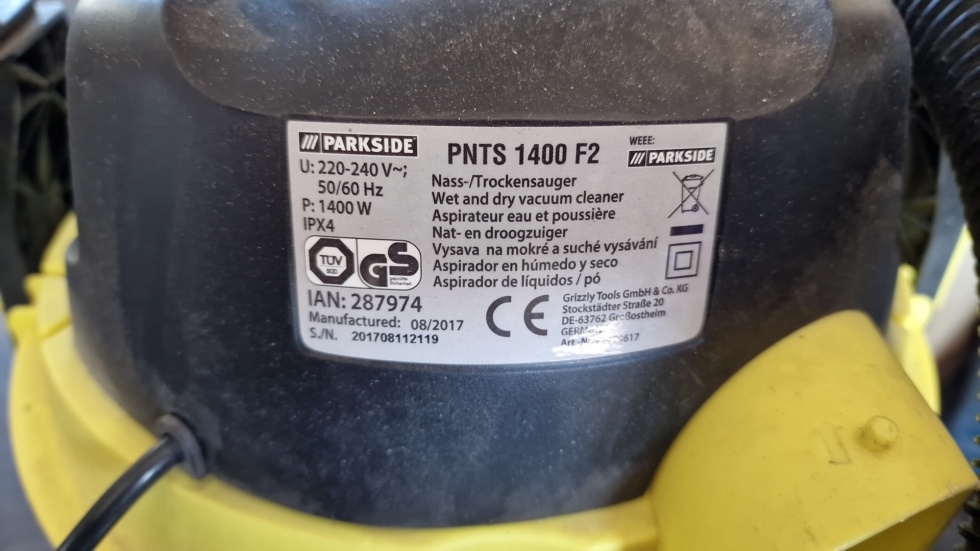 PARKSIDE
U: 220-240 V~;
50/60 Hz
P: 1400 W
IPX4
TÜV
SÜD
GS
geprüfte
Sicherheit
IAN: 287974
Manufactured: 08/2017
S./N. 201708112119
PNTS 1400 F2
Nass-/Trockensauger
Wet and dry vacuum cleaner
Aspirateur eau et poussière
Nat- en droogzuiger
Vysava na mokré a suché vysávání
Aspirador en húmedo y seco
Aspirador de líquidos / pó
CE
WEEE:
PARKSIDE
Grizzly Tools GmbH & Co. KG
Stockstädter Straße 20
DE-63762 Großostheim